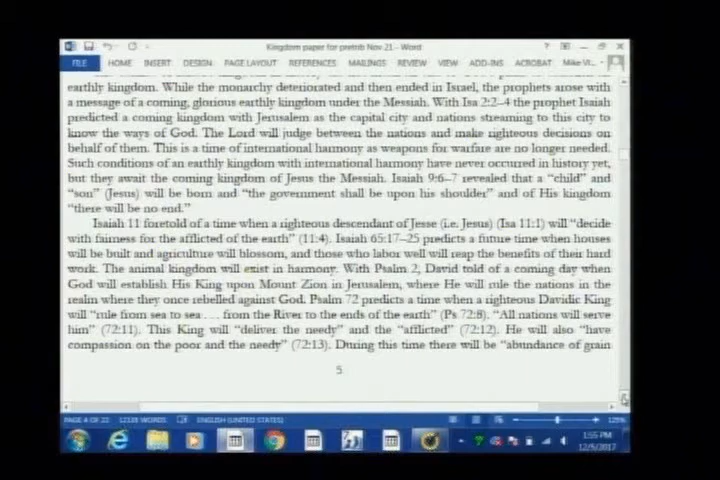 Kingdom paper for pretrib Nov 21 - Word
FILE HOME INSERT DESIGN PAGE LAYOUT REFERENCES MAILINGS REVIEW VIEW ADD-INS ACROBAT Mike Vl...
earthly kingdom. While the monarchy deteriorated and then ended in Israel, the prophets arose with
a message of a coming, glorious earthly kingdom under the Messiah. With Isa 2:2–4 the prophet Isaiah
predicted a coming kingdom with Jerusalem as the capital city and nations streaming to this city to
know the ways of God. The Lord will judge between the nations and make righteous decisions on
behalf of them. This is a time of international harmony as weapons for warfare are no longer needed.
Such conditions of an earthly kingdom with international harmony have never occurred in history yet,
but they await the coming kingdom of Jesus the Messiah. Isaiah 9:6–7 revealed that a “child” and
“son” (Jesus) will be born and “the government shall be upon his shoulder” and of His kingdom
“there will be no end.”
Isaiah 11 foretold of a time when a righteous descendant of Jesse (i.e. Jesus) (Isa 11:1) will “decide
with fairness for the afflicted of the earth” (11:4). Isaiah 65:17–25 predicts a future time when houses
will be built and agriculture will blossom, and those who labor well will reap the benefits of their hard
work. The animal kingdom will exist in harmony. With Psalm 2, David told of a coming day when
God will establish His King upon Mount Zion in Jerusalem, where He will rule the nations in the
realm where they once rebelled against God. Psalm 72 predicts a time when a righteous Davidic King
will “rule from sea to sea . . . from the River to the ends of the earth” (Ps 72:8). “All nations will serve
him” (72:11). This King will “deliver the needy” and the “afflicted” (72:12). He will also “have
compassion on the poor and the needy” (72:13). During this time there will be “abundance of grain
5
PAGE 4 OF 22 WORDS ENGLISH (UNITED STATES) 125%
1:55 PM
12/5/2017